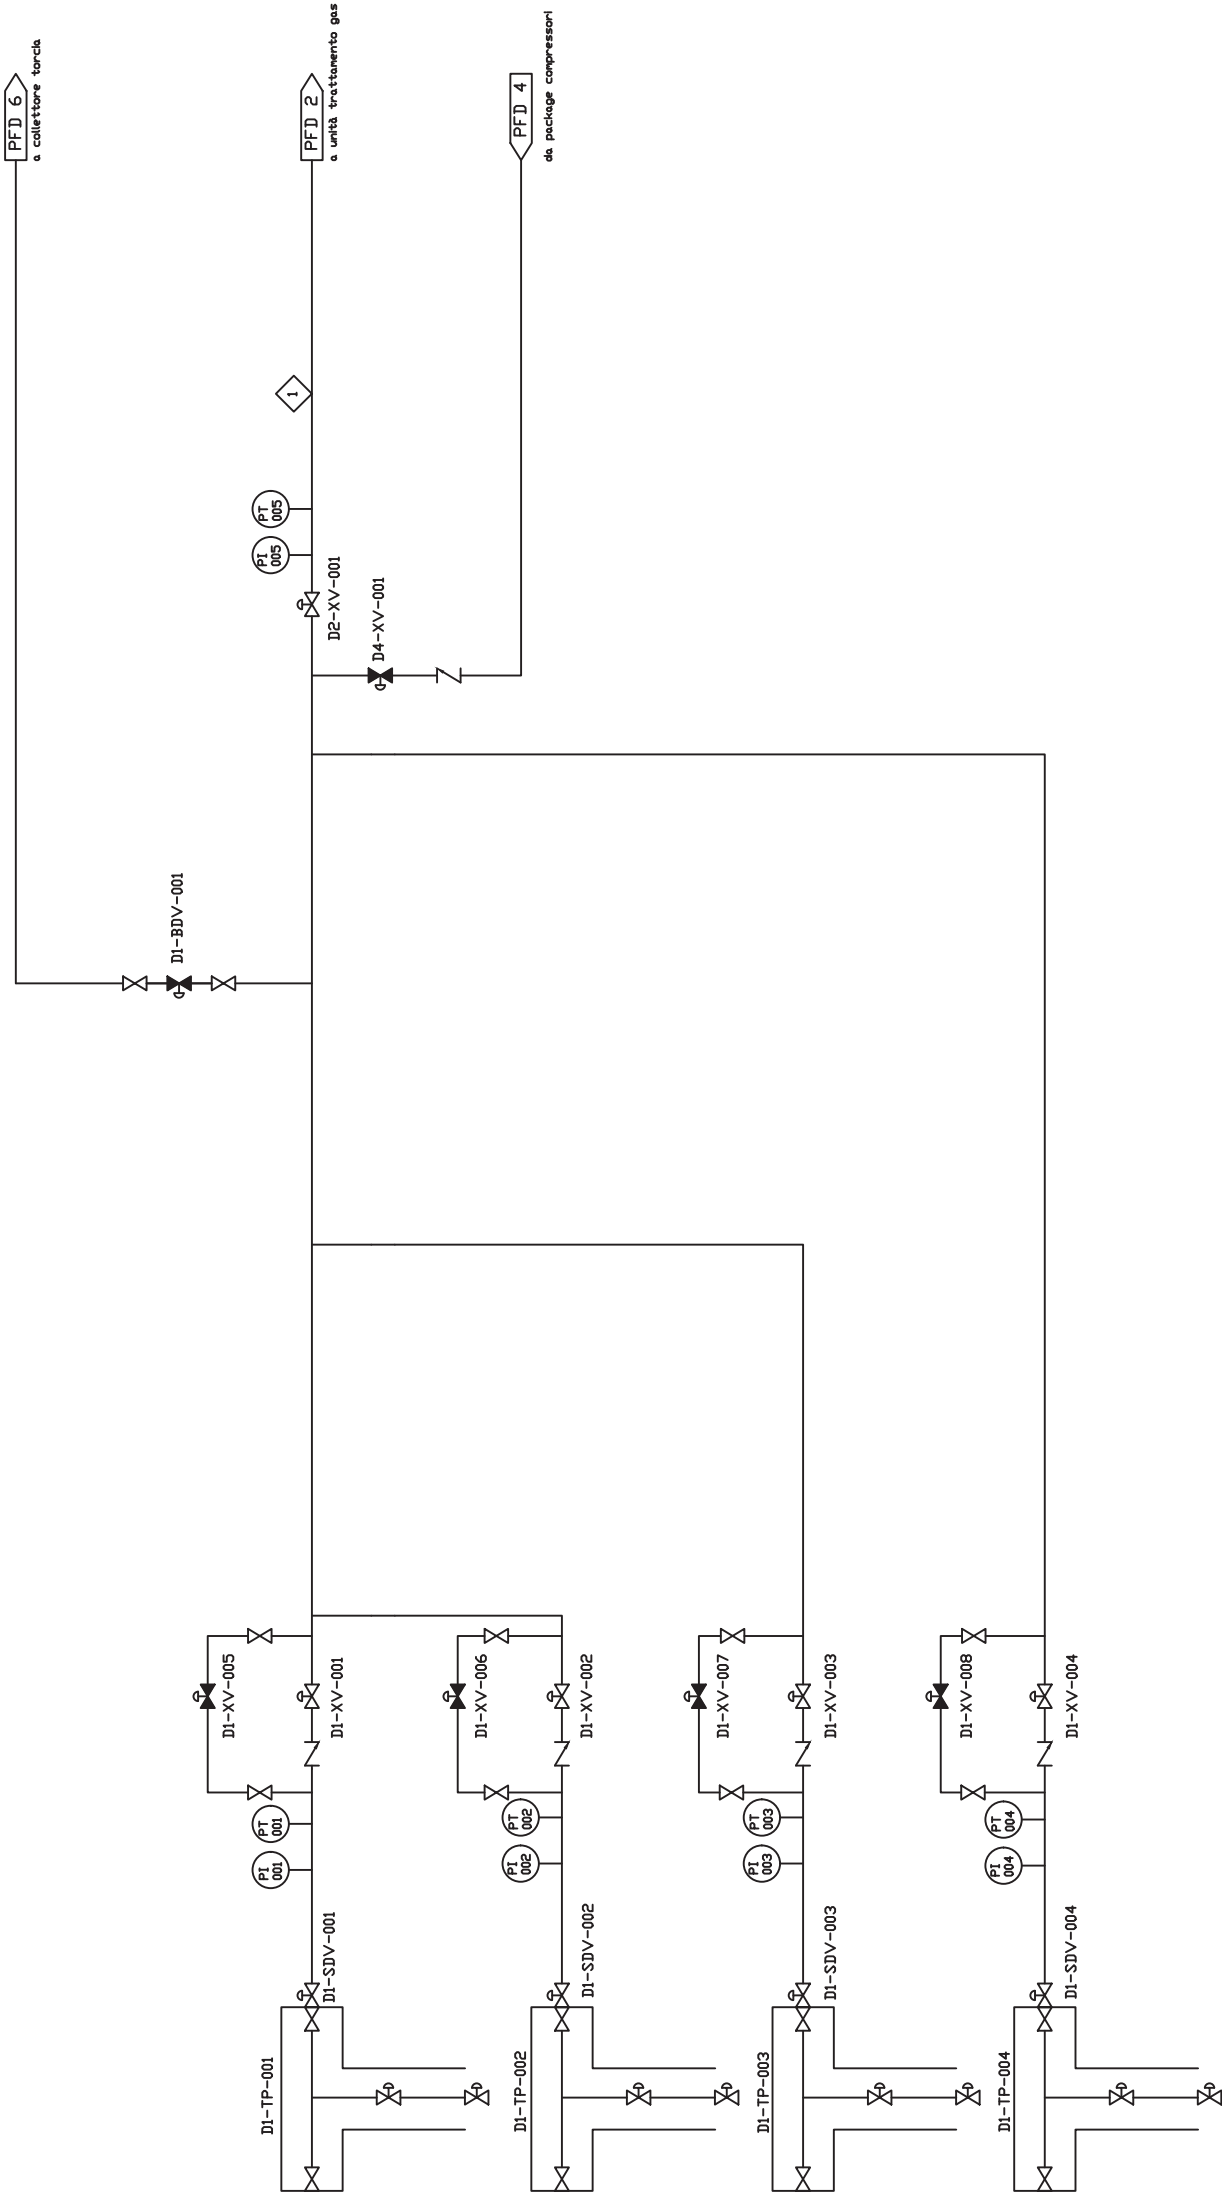 PFD 6
a collettore torcia
PFD 2
a unità trattamento gas
PFD 4
da package compressori
1
PT
005
PI
005
D2-XV-001
D4-XV-001
D1-BDV-001
D1-XV-005
D1-XV-001
PT
001
PI
001
D1-SDV-001
D1-TP-001
D1-XV-006
D1-XV-002
PT
002
PI
002
D1-SDV-002
D1-TP-002
D1-XV-007
D1-XV-003
PT
003
PI
003
D1-SDV-003
D1-TP-003
D1-XV-008
D1-XV-004
PT
004
PI
004
D1-SDV-004
D1-TP-004